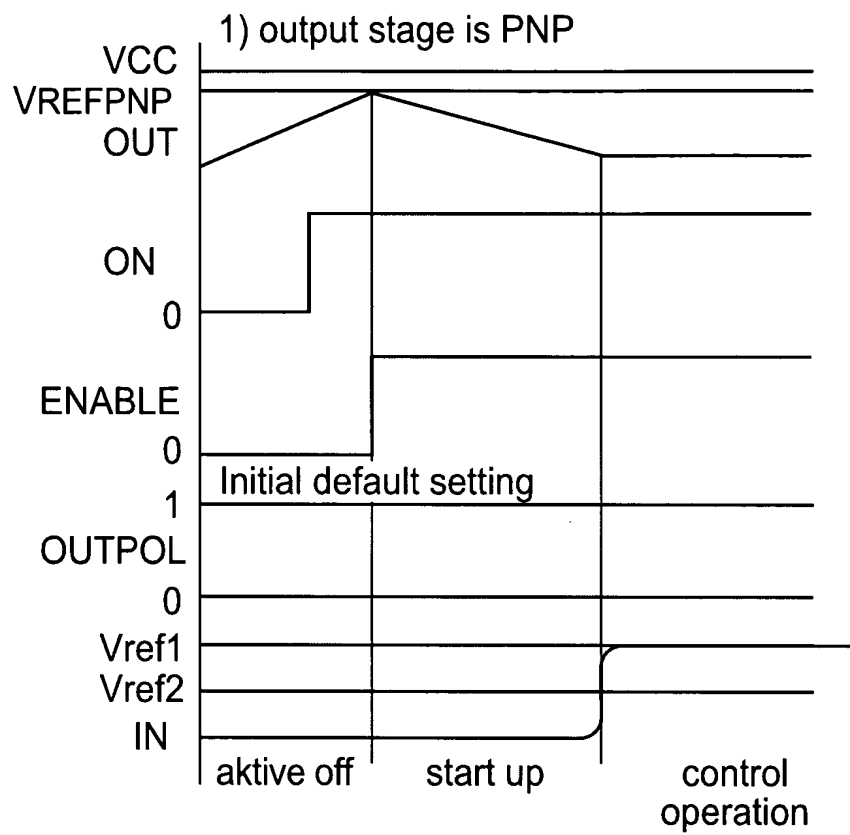 1) output stage is PNP
VCC
VREFPNP
OUT
ON
0
ENABLE
0
Initial default setting
1
OUTPOL
0
Vref1
Vref2
IN
aktive off
start up
control
operation